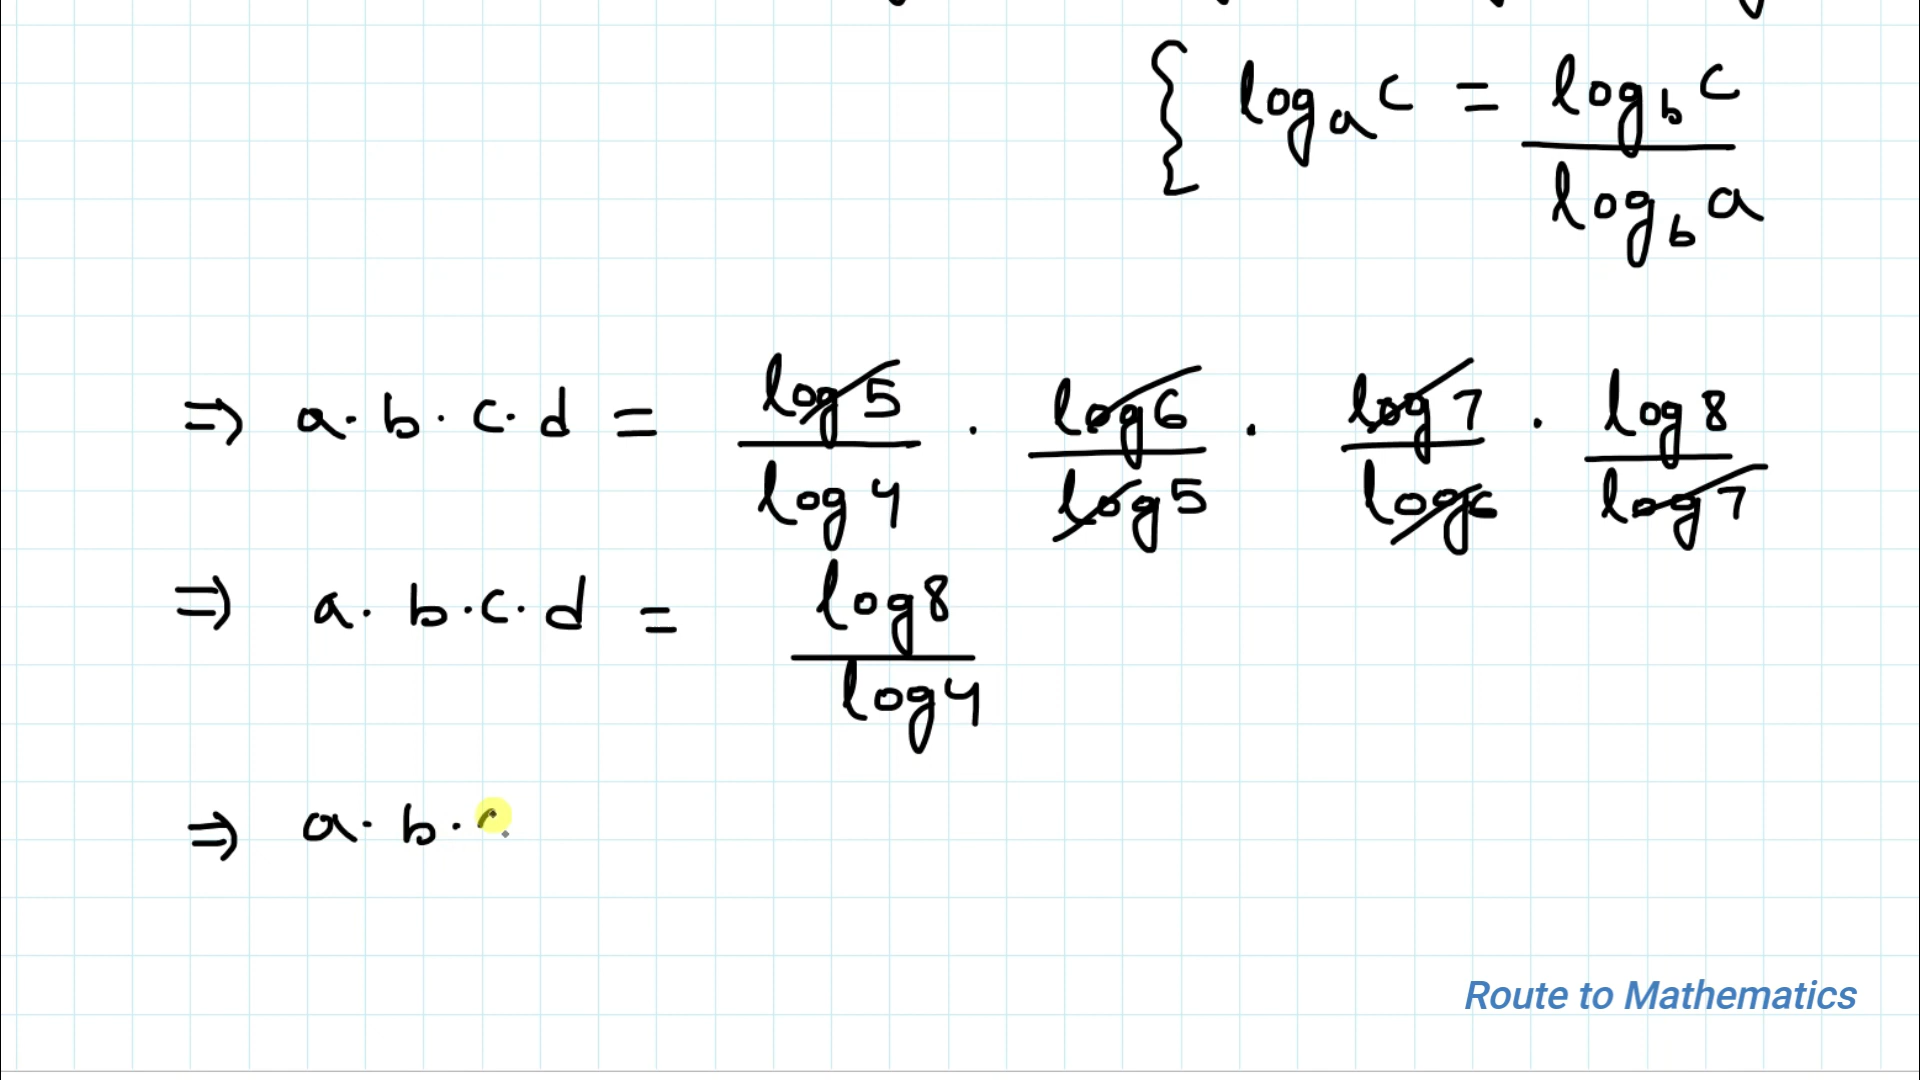 { logₐ c = log_b c / log_b a
⇒ a · b · c · d = log 5 / log 4 · log 6 / log 5 · log 7 / log 6 · log 8 / log 7
⇒ a · b · c · d = log 8 / log 4
⇒ a · b ·
Route to Mathematics